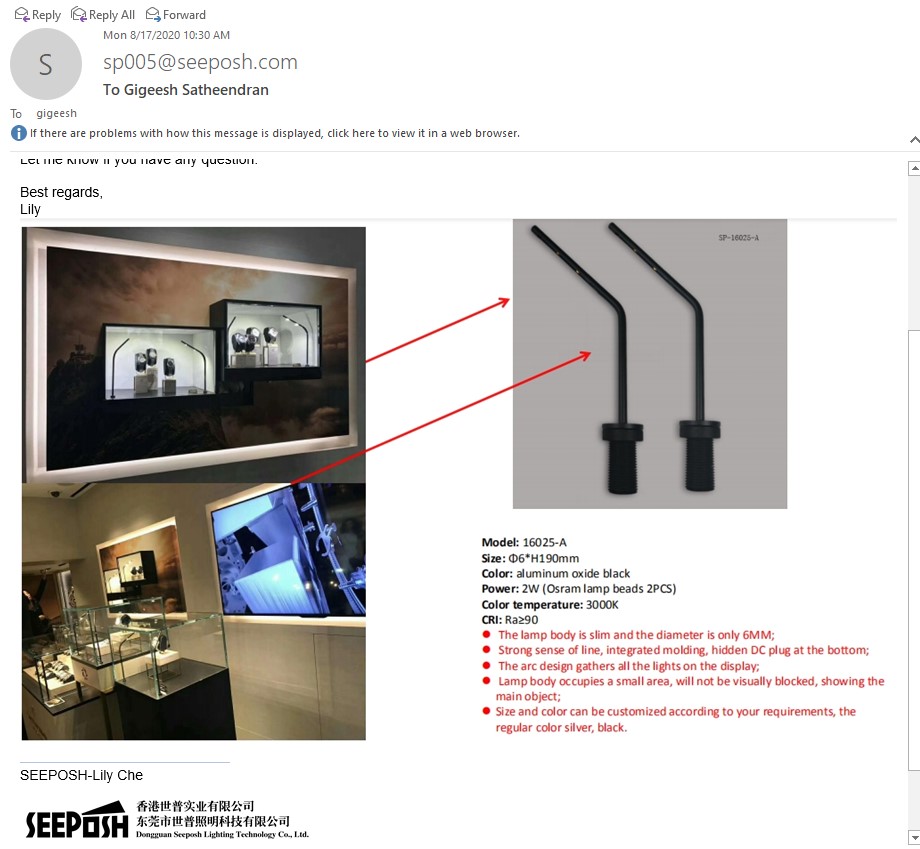 Reply Reply All Forward
Mon 8/17/2020 10:30 AM
S
sp005@seeposh.com
To Gigeesh Satheendran
To gigeesh
If there are problems with how this message is displayed, click here to view it in a web browser.
Let me know if you have any question.
Best regards,
Lily
SP-16025-A
Model: 16025-A
Size: Φ6*H190mm
Color: aluminum oxide black
Power: 2W (Osram lamp beads 2PCS)
Color temperature: 3000K
CRI: Ra≥90
● The lamp body is slim and the diameter is only 6MM;
● Strong sense of line, integrated molding, hidden DC plug at the bottom;
● The arc design gathers all the lights on the display;
● Lamp body occupies a small area, will not be visually blocked, showing the
main object;
● Size and color can be customized according to your requirements, the
regular color silver, black.
SEEPOSH-Lily Che
SEEPOSH
香港世普实业有限公司
东莞市世普照明科技有限公司
Dongguan Seeposh Lighting Technology Co., Ltd.